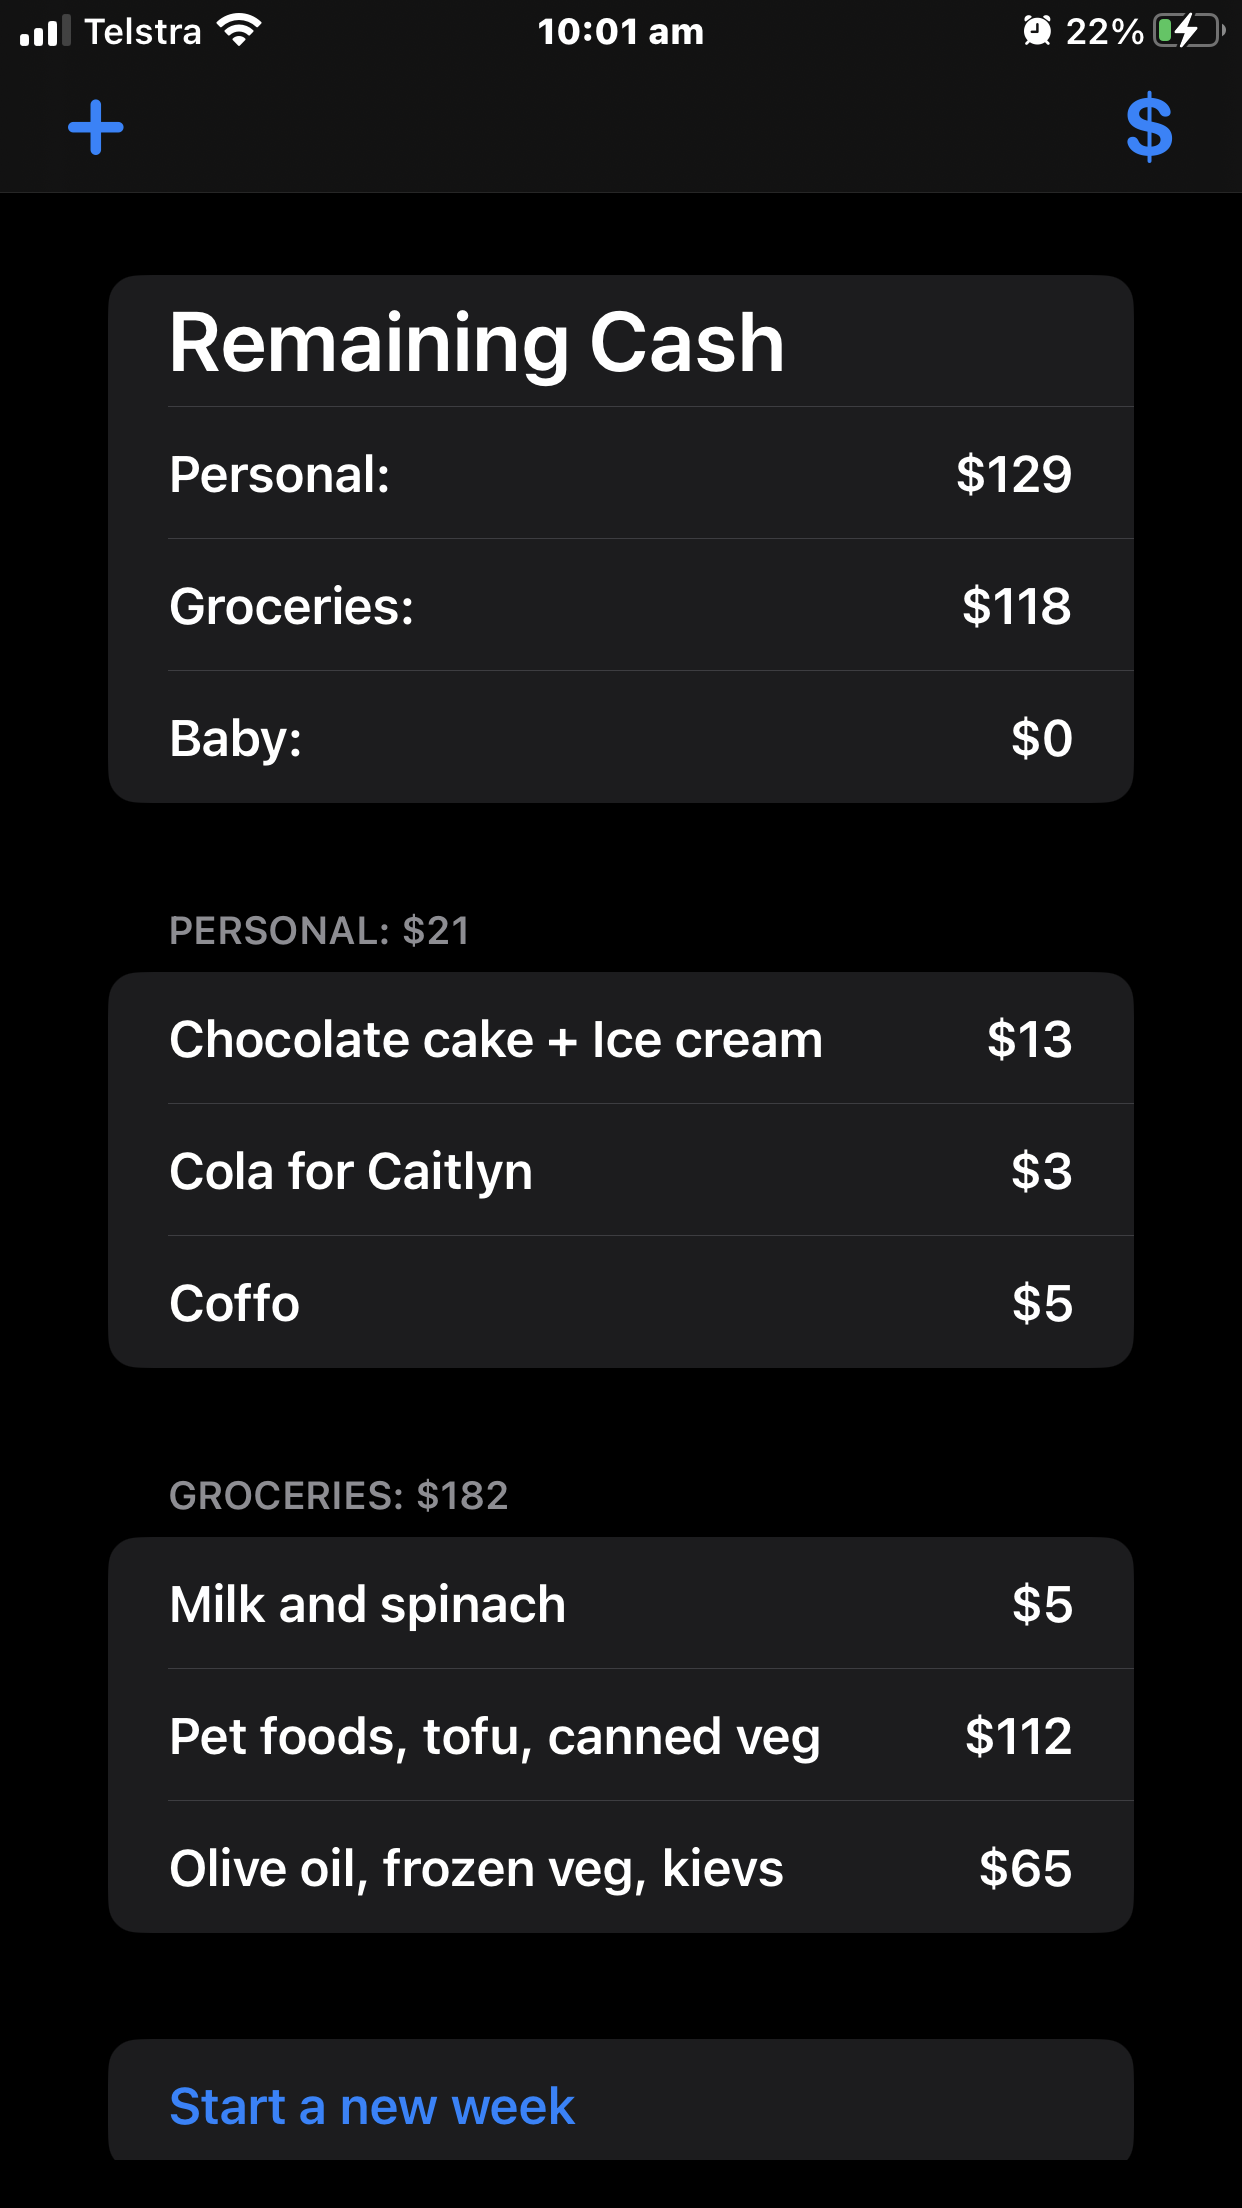 Telstra 10:01 am 22%
+ $
Remaining Cash
Personal: $129
Groceries: $118
Baby: $0
PERSONAL: $21
Chocolate cake + Ice cream $13
Cola for Caitlyn $3
Coffo $5
GROCERIES: $182
Milk and spinach $5
Pet foods, tofu, canned veg $112
Olive oil, frozen veg, kievs $65
Start a new week